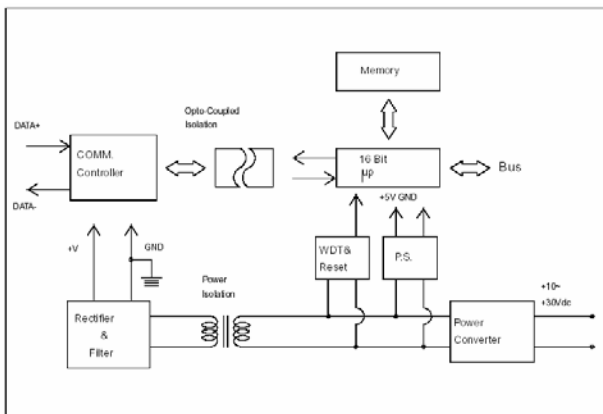 Memory
Opto-Coupled
Isolation
DATA+
COMM.
Controller
16 Bit
μp
Bus
DATA-
+5V GND
+V
GND
WDT&
Reset
P.S.
Power
Isolation
+10~
+30Vdc
Rectifier
&
Filter
Power
Converter